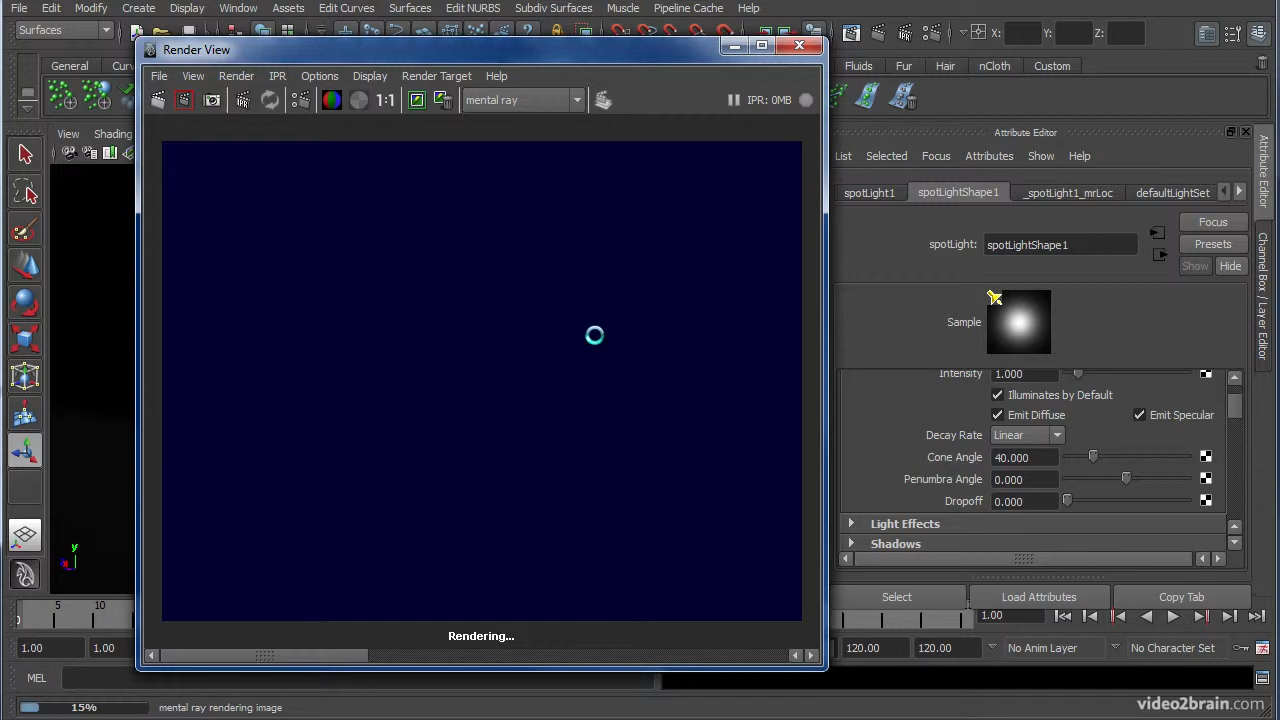 File Edit Modify Create Display Window Assets Edit Curves Surfaces Edit NURBS Subdiv Surfaces Muscle Pipeline Cache Help
Surfaces
X: Y: Z:
Render View
General
Fluids Fur Hair nCloth Custom
File View Render IPR Options Display Render Target Help
1:1
mental ray
IPR: 0MB
View Shading
Attribute Editor
List Selected Focus Attributes Show Help
spotLight1 spotLightShape1 _spotLight1_mrLoc defaultLightSet
Focus
spotLight: spotLightShape1
Presets
Show Hide
Sample
Intensity 1.000
Illuminates by Default
Emit Diffuse Emit Specular
Decay Rate Linear
Cone Angle 40.000
Penumbra Angle 0.000
Dropoff 0.000
Light Effects
Shadows
Select Load Attributes Copy Tab
Attribute Editor
Channel Box / Layer Editor
y
x
Rendering...
5 10
1.00
1.00 1.00
120.00 120.00 No Anim Layer No Character Set
MEL
15% mental ray rendering image
video2brain.com